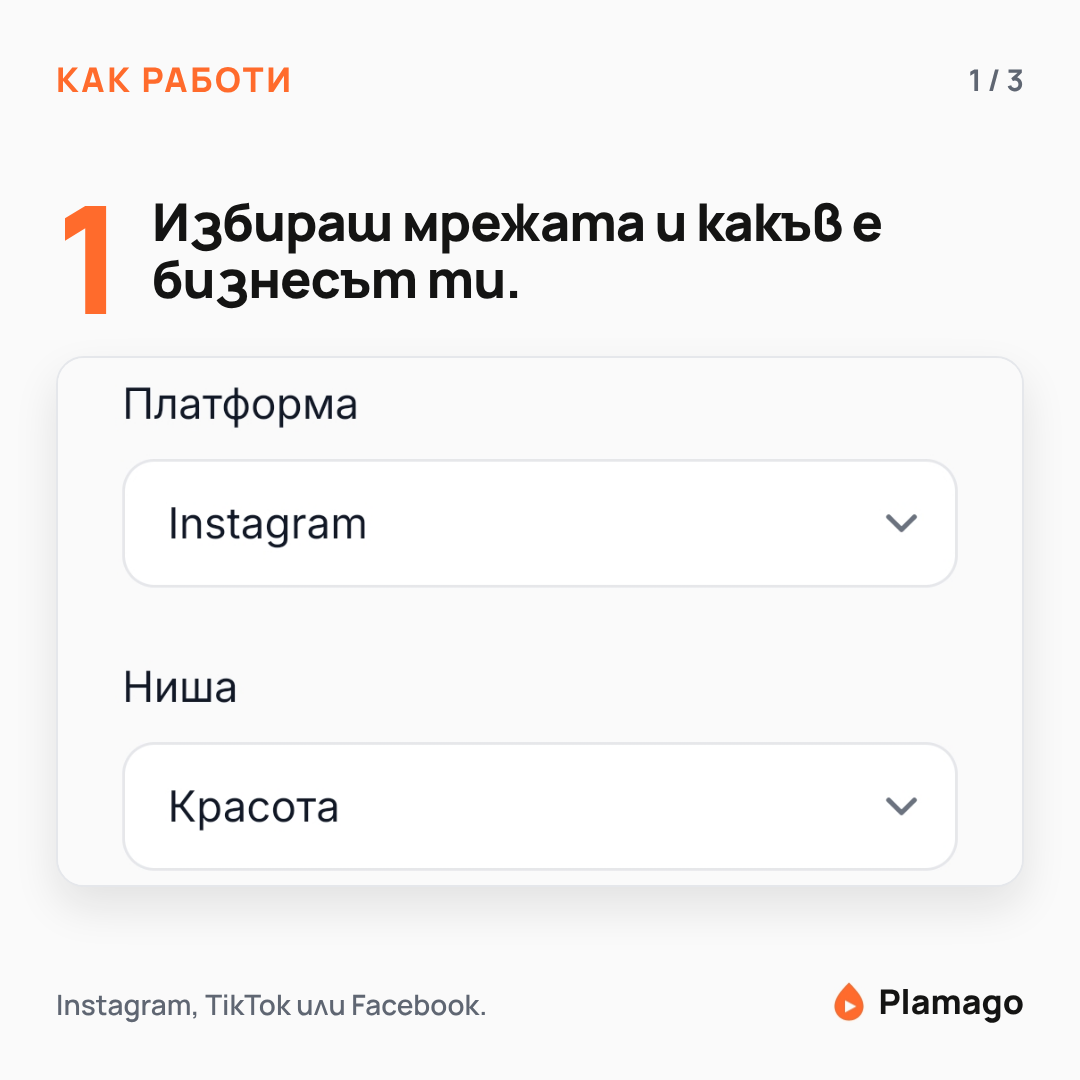 КАК РАБОТИ
1 / 3
1
Избираш мрежата и какъв е
бизнесът ти.
Платформа
Instagram
Ниша
Красота
Instagram, TikTok или Facebook.
Plamago